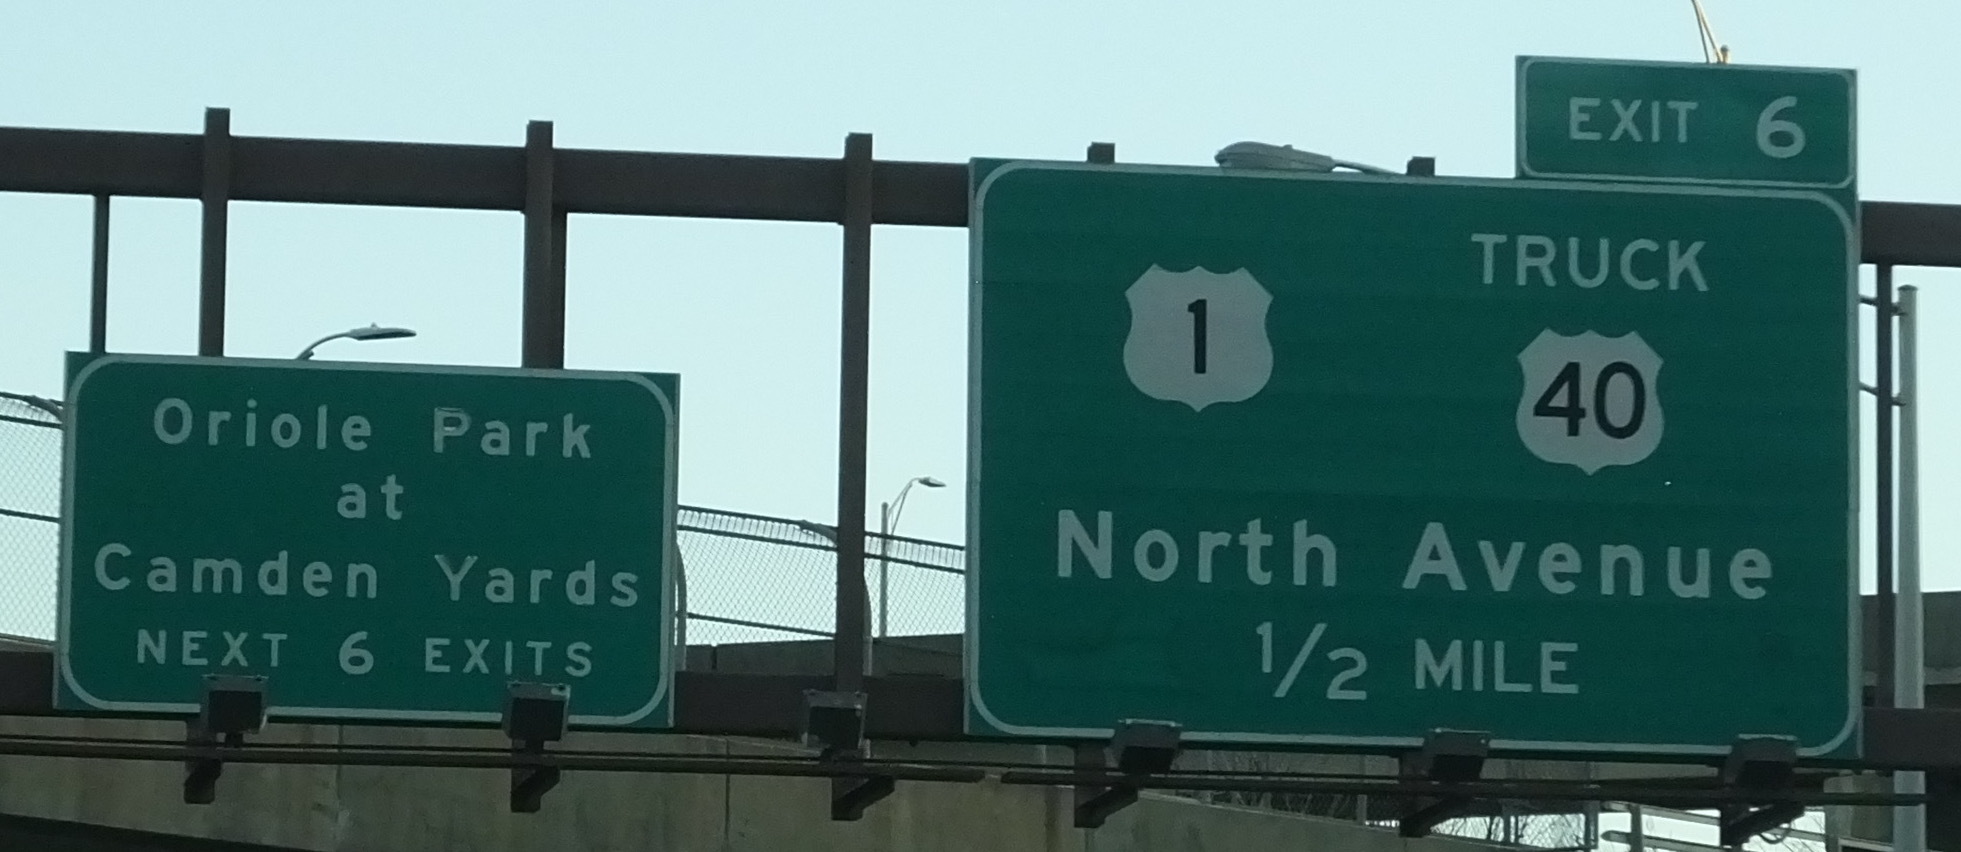 Oriole Park
at
Camden Yards
NEXT 6 EXITS
EXIT 6
TRUCK
1
40
North Avenue
1/2 MILE